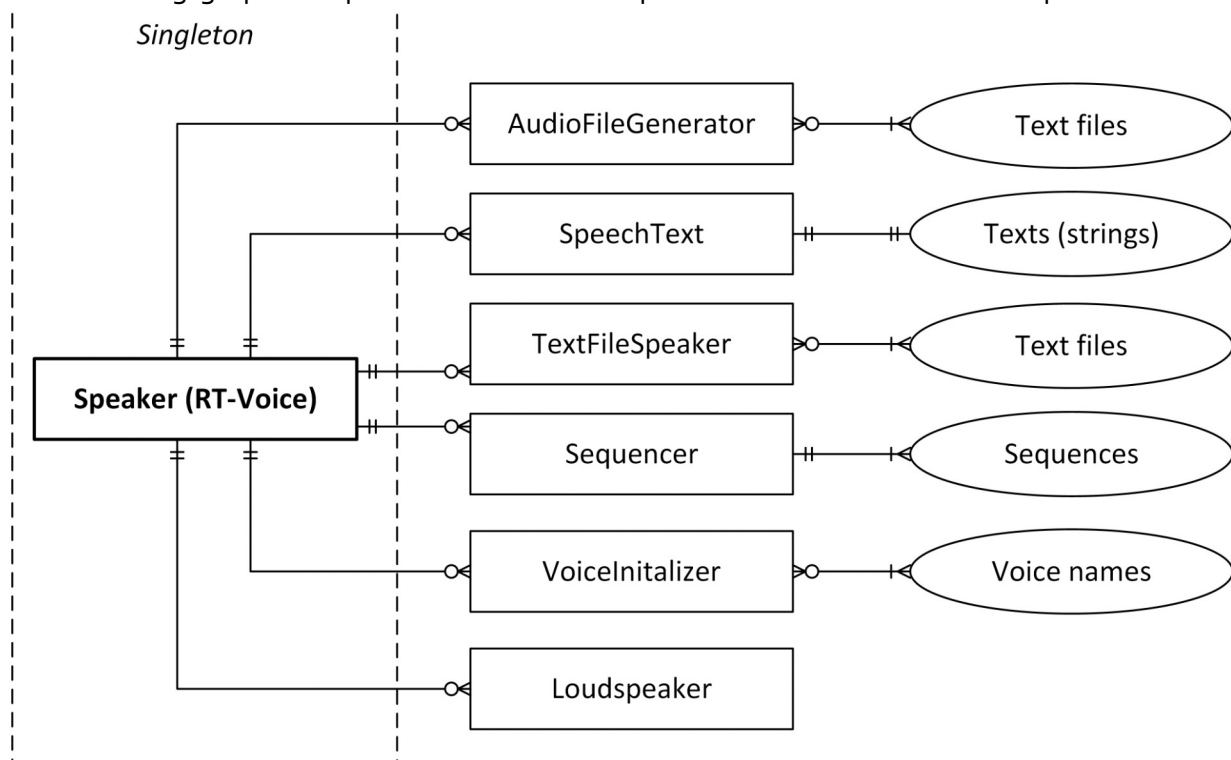 Singleton
AudioFileGenerator
Text files
SpeechText
Texts (strings)
TextFileSpeaker
Text files
Speaker (RT-Voice)
Sequencer
Sequences
VoiceInitalizer
Voice names
Loudspeaker